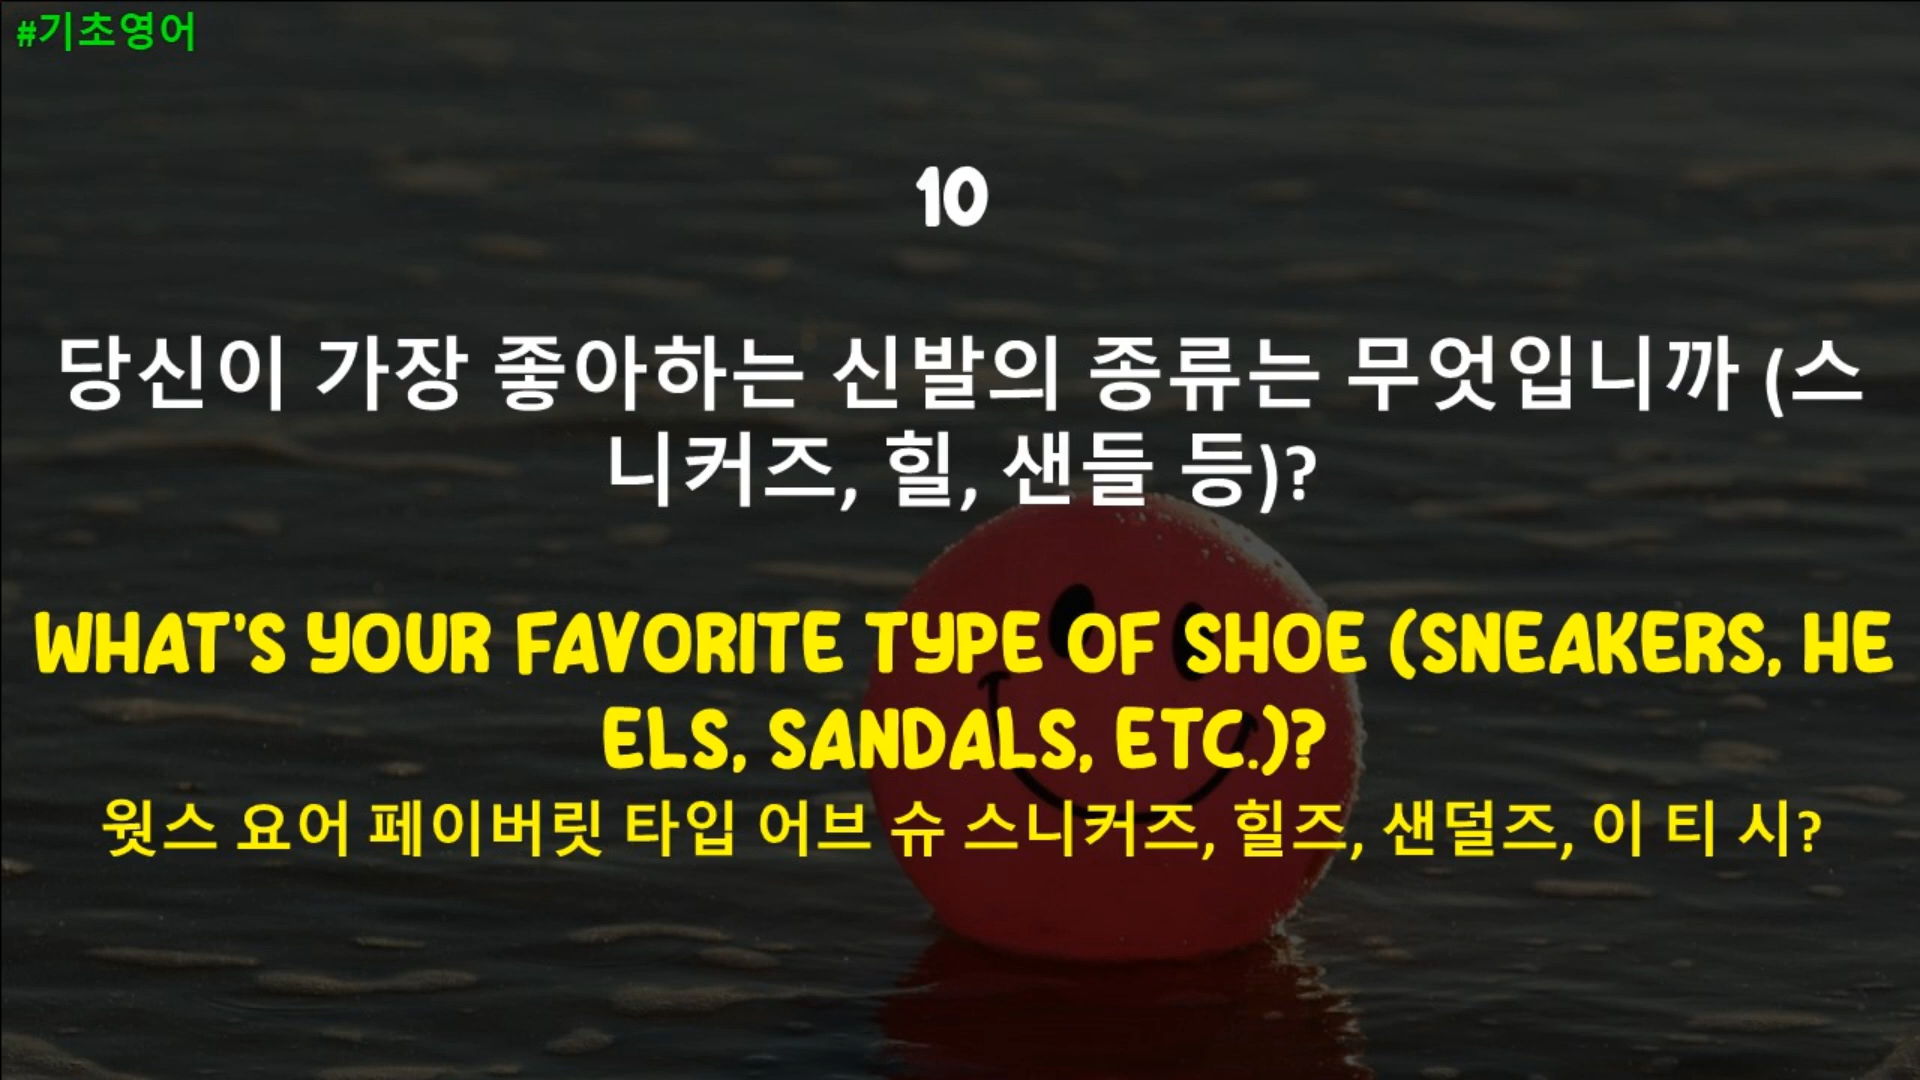 #기초영어
10
당신이 가장 좋아하는 신발의 종류는 무엇입니까 (스
니커즈, 힐, 샌들 등)?
WHAT'S YOUR FAVORITE TYPE OF SHOE (SNEAKERS, HE
ELS, SANDALS, ETC.)?
웟스 요어 페이버릿 타입 어브 슈 스니커즈, 힐즈, 샌덜즈, 이 티 시?